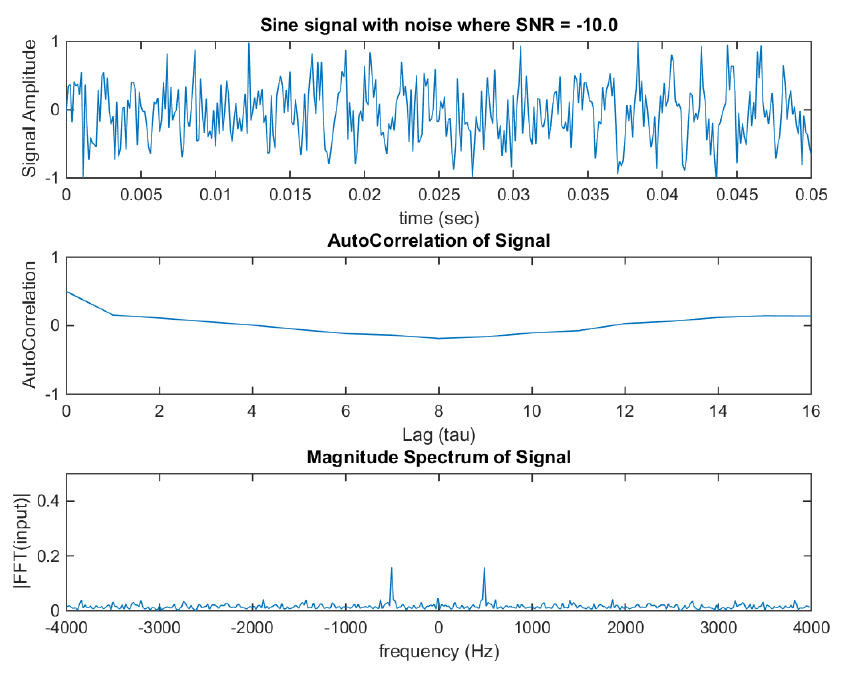 Sine signal with noise where SNR = -10.0
Signal Amplitude
1
0
-1
0 0.005 0.01 0.015 0.02 0.025 0.03 0.035 0.04 0.045 0.05
time (sec)
AutoCorrelation of Signal
AutoCorrelation
1
0
-1
0 2 4 6 8 10 12 14 16
Lag (tau)
Magnitude Spectrum of Signal
|FFT(input)|
0.4
0.2
0
-4000 -3000 -2000 -1000 0 1000 2000 3000 4000
frequency (Hz)